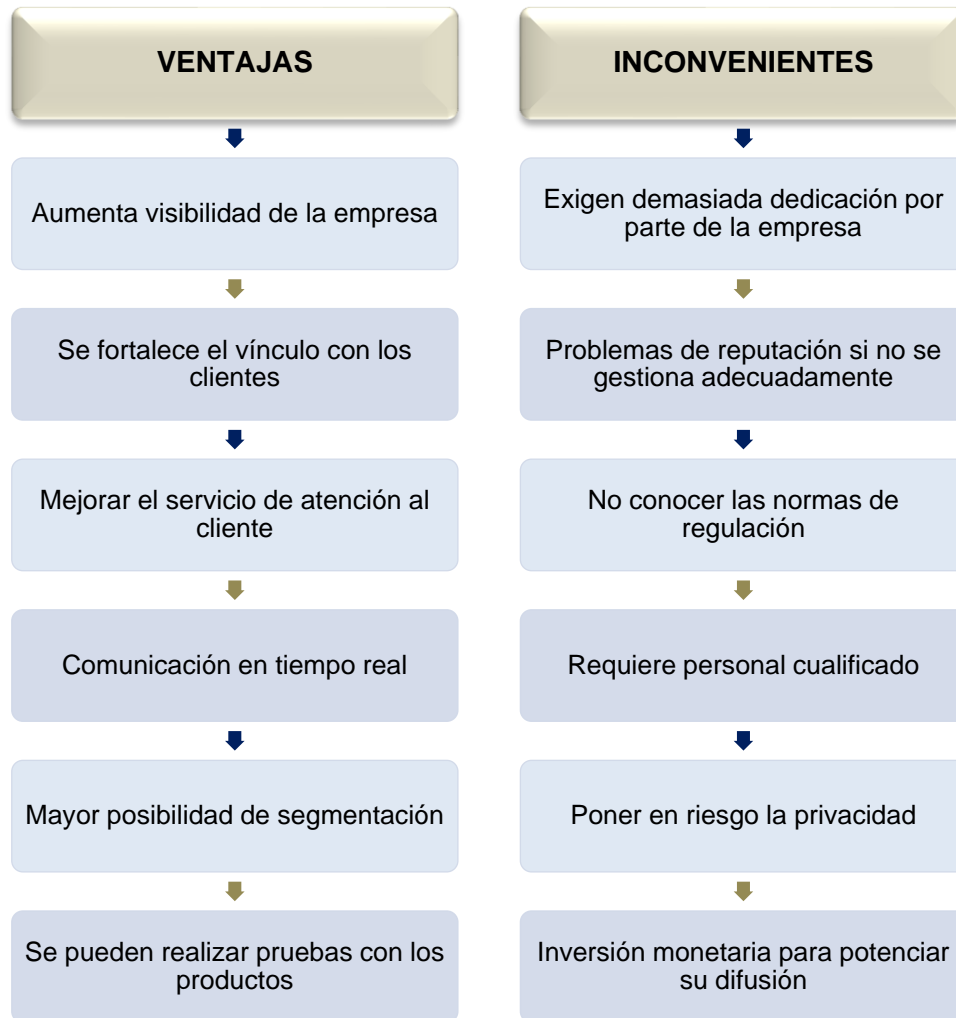 VENTAJAS
Aumenta visibilidad de la empresa
Se fortalece el vínculo con los
clientes
Mejorar el servicio de atención al
cliente
Comunicación en tiempo real
Mayor posibilidad de segmentación
Se pueden realizar pruebas con los
productos
INCONVENIENTES
Exigen demasiada dedicación por
parte de la empresa
Problemas de reputación si no se
gestiona adecuadamente
No conocer las normas de
regulación
Requiere personal cualificado
Poner en riesgo la privacidad
Inversión monetaria para potenciar
su difusión